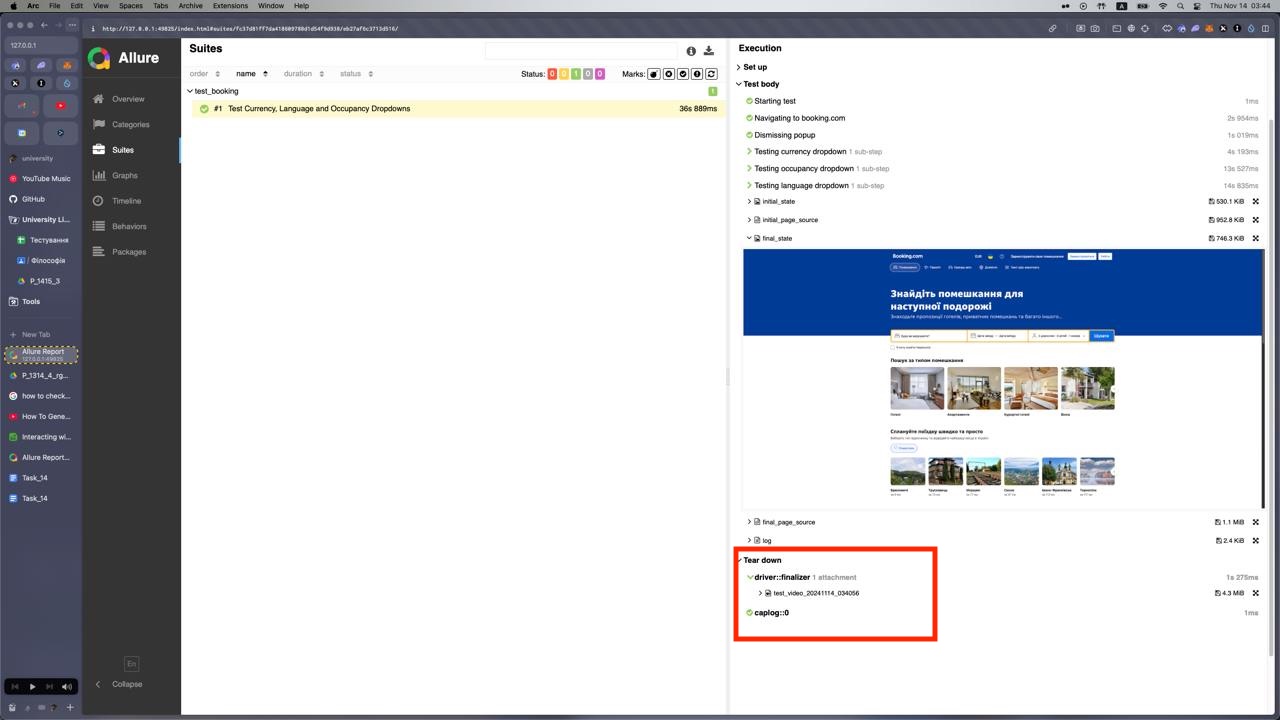 Arc File Edit View Spaces Tabs Archive Extensions Window Help
A
Thu Nov 14 03:44
http://127.0.0.1:49825/index.html#suites/fc37d81ff7da418609788d1d54f9d938/eb27af6c3713d516/
127.0.0.1
university
YouTube Music
GitHub
University Li...
Тестування
Філософія
P_1415_3
Tools
New Tab
Allure Report
127.0.0.1:49825
P_1314_4_rg...
how to check...
How To Gene...
Interacting wi...
Allure Report...
Task_14
Task_14
Allure
Overview
Categories
Suites
Graphs
Timeline
Behaviors
Packages
En
Collapse
Suites
order name duration status
Status: 0 0 1 0 0 Marks:
test_booking 1
#1 Test Currency, Language and Occupancy Dropdowns 36s 889ms
Execution
Set up
Test body
Starting test 1ms
Navigating to booking.com 2s 954ms
Dismissing popup 1s 019ms
Testing currency dropdown 1 sub-step 4s 193ms
Testing occupancy dropdown 1 sub-step 13s 527ms
Testing language dropdown 1 sub-step 14s 835ms
initial_state 530.1 KiB
initial_page_source 952.8 KiB
final_state 746.3 KiB
Booking.com
EUR
Знайдіть помешкання для
наступної подорожі
Знаходьте пропозиції готелів, приватних помешкань та багато іншого...
Шукати
Пошук за типом помешкання
Готелі Апартаменти Курортні готелі Вілли
Сплануйте поїздку швидко та просто
final_page_source 1.1 MiB
log 2.4 KiB
Tear down
driver::finalizer 1 attachment 1s 275ms
test_video_20241114_034056 4.3 MiB
caplog::0 1ms